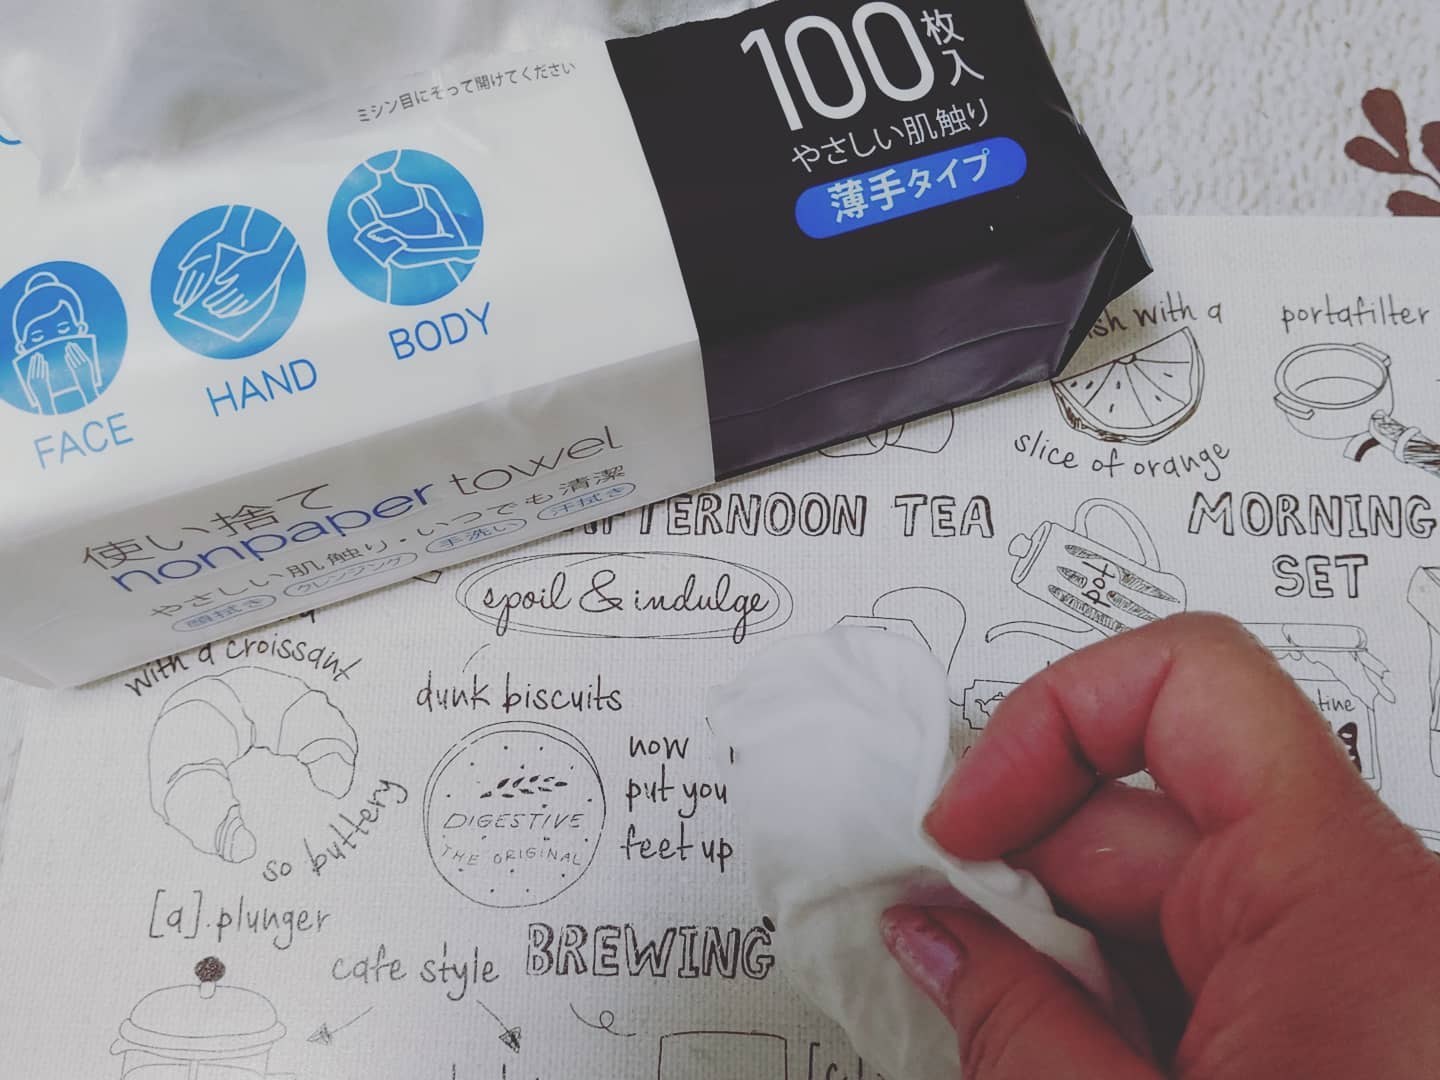 ミシン目にそって開けてください
100枚入
やさしい肌触り
薄手タイプ
FACE
HAND
BODY
使い捨て
nonpaper towel
やさしい肌触り・いつでも清潔
顔拭き クレンジング 手洗い 汗拭き
with a
portafilter
slice of orange
AFTERNOON TEA
MORNING
SET
spoil & indulge
pot
with a croissant
so buttery
dunk biscuits
DIGESTIVE
THE ORIGINAL
now
put you
feet up
[a].plunger
cafe style
BREWING